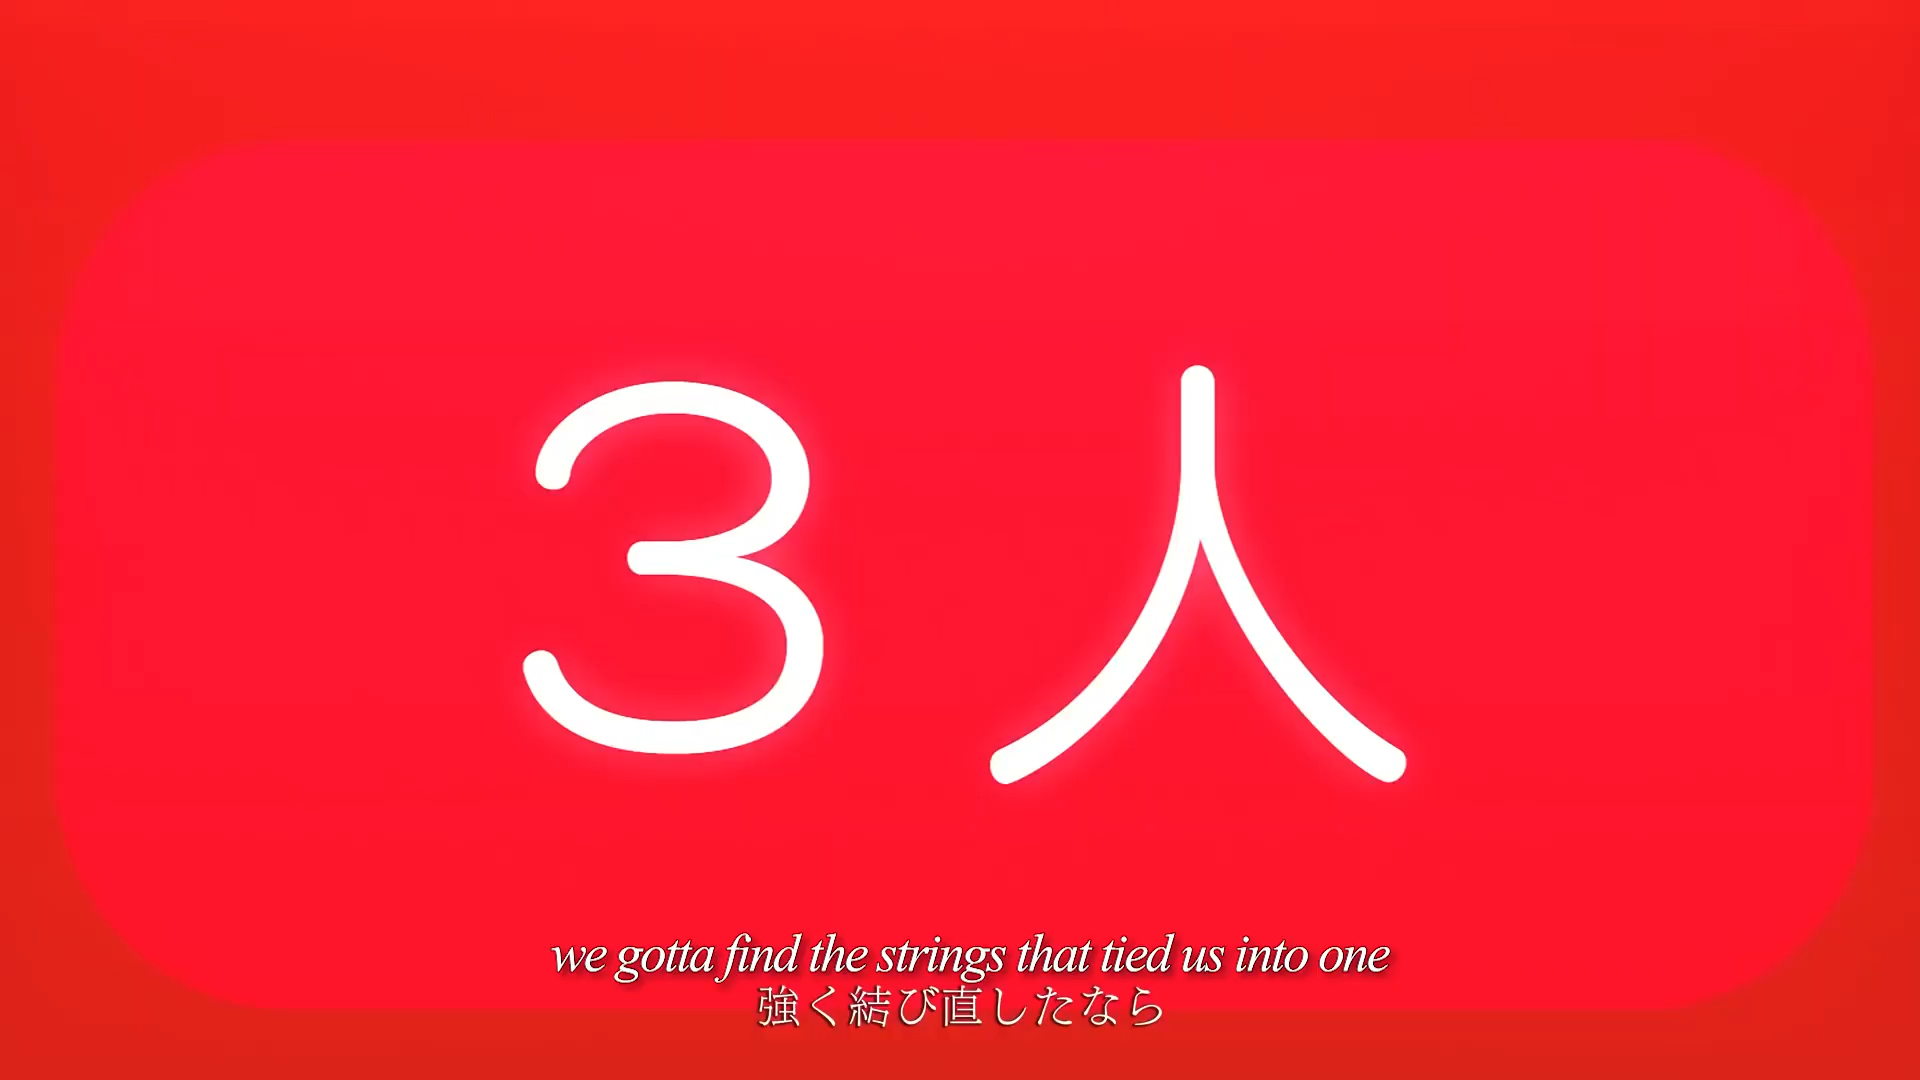 3人
we gotta find the strings that tied us into one
強く結び直したなら